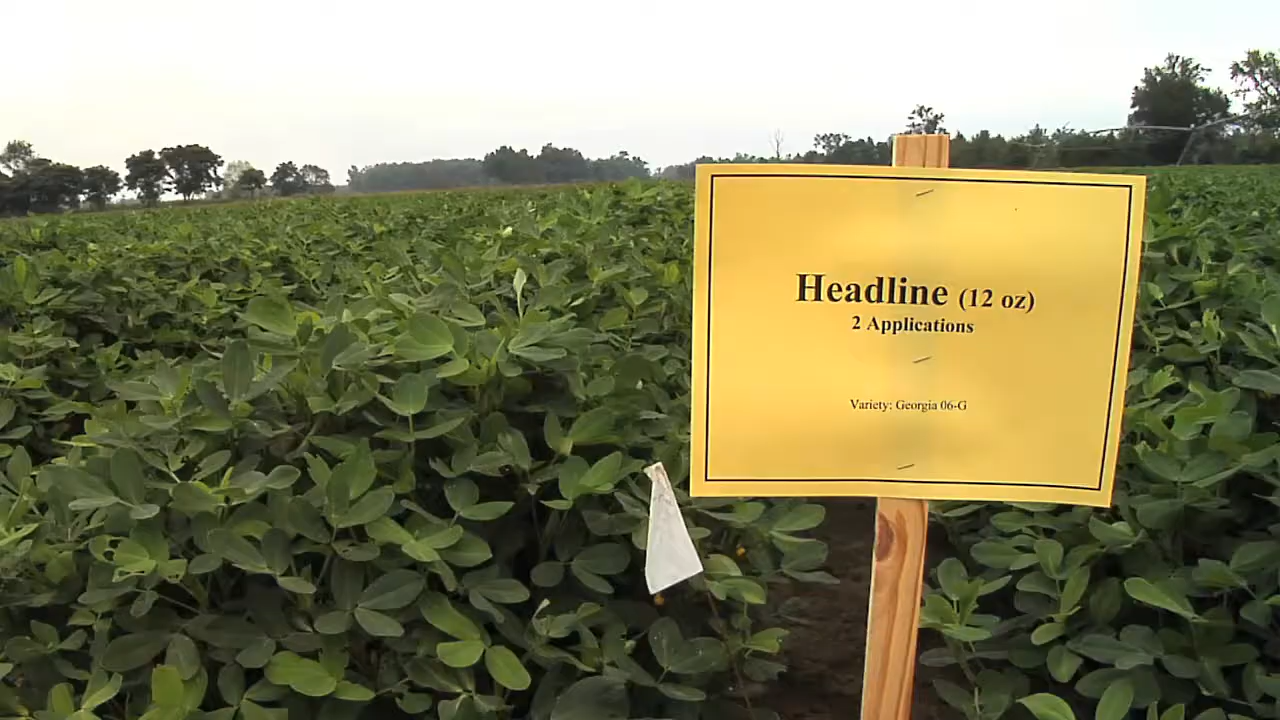 Headline (12 oz)
2 Applications
Variety: Georgia 06-G